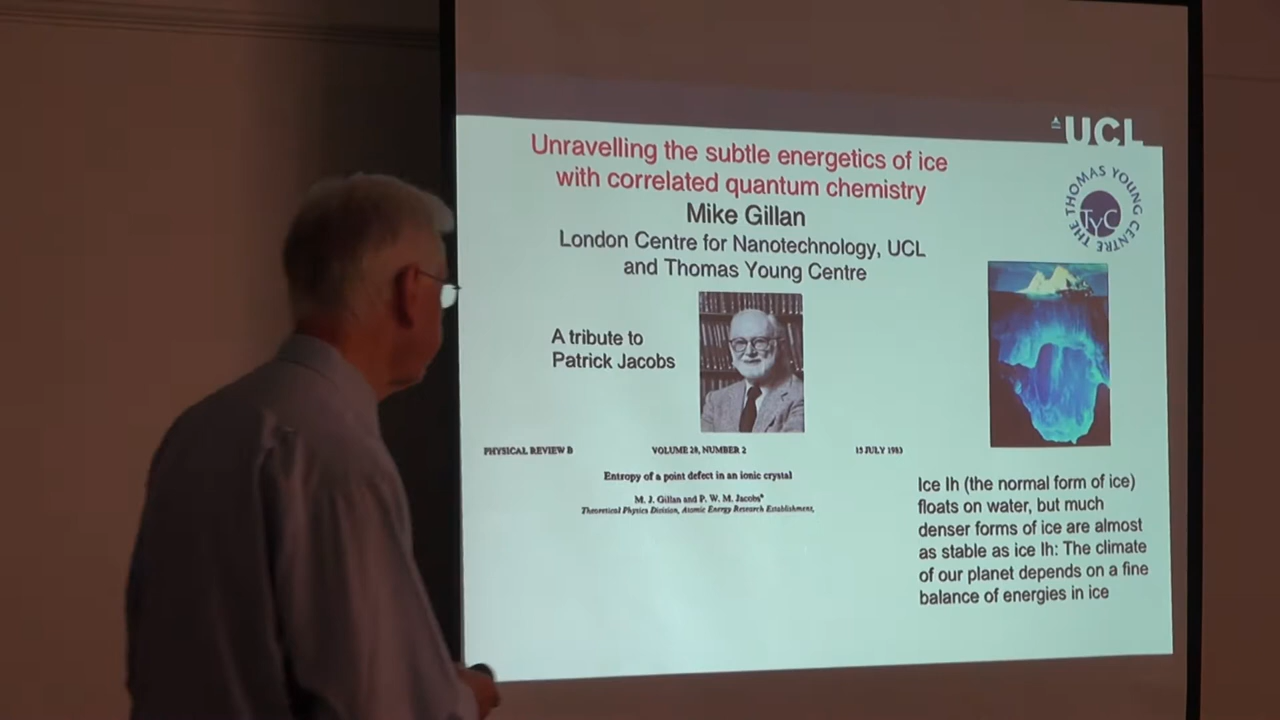 UCL
Unravelling the subtle energetics of ice
with correlated quantum chemistry
Mike Gillan
London Centre for Nanotechnology, UCL
and Thomas Young Centre
THE THOMAS YOUNG CENTRE
TYC
A tribute to
Patrick Jacobs
PHYSICAL REVIEW B VOLUME 28, NUMBER 2 15 JULY 1983
Entropy of a point defect in an ionic crystal
M. J. Gillan and P. W. M. Jacobs*
Theoretical Physics Division, Atomic Energy Research Establishment,
Ice Ih (the normal form of ice)
floats on water, but much
denser forms of ice are almost
as stable as ice Ih: The climate
of our planet depends on a fine
balance of energies in ice